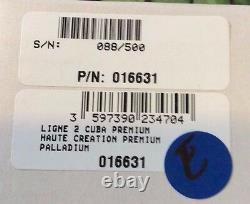 S/N: 088/500
P/N: 016631
3 597390 234704
LIGNE 2 CUBA PREMIUM
HAUTE CREATION PREMIUM
PALLADIUM
016631